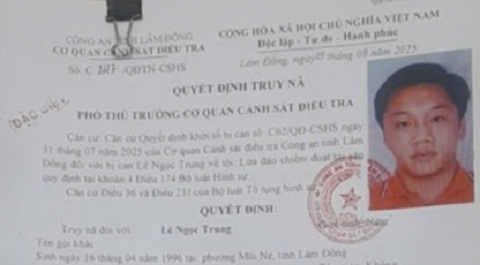 CÔNG AN TỈNH LÂM ĐỒNG
CƠ QUAN CẢNH SÁT ĐIỀU TRA
CỘNG HÒA XÃ HỘI CHỦ NGHĨA VIỆT NAM
Độc lập - Tự do - Hạnh phúc
/QĐTN-CSHS
Lâm Đồng, ngày tháng 08 năm 2025
QUYẾT ĐỊNH TRUY NÃ
PHÓ THỦ TRƯỞNG CƠ QUAN CẢNH SÁT ĐIỀU TRA
Căn cứ: Căn cứ Quyết định khởi tố bị can số: C62/QĐ-CSHS ngày
31 tháng 07 năm 2025 của Cơ quan Cảnh sát điều tra Công an tỉnh Lâm
Đồng đối với bị can Lê Ngọc Trung về tội: Lừa đảo chiếm đoạt tài sản
quy định tại khoản 4 Điều 174 Bộ luật Hình sự.
Căn cứ Điều 36 và Điều 231 của Bộ luật Tố tụng hình
QUYẾT ĐỊNH:
Truy nã đối với Lê Ngọc Trung
Tên gọi khác:
Sinh ngày 16 tháng 04 năm 1996 tại: phường Mũi Né, tỉnh Lâm Đồng